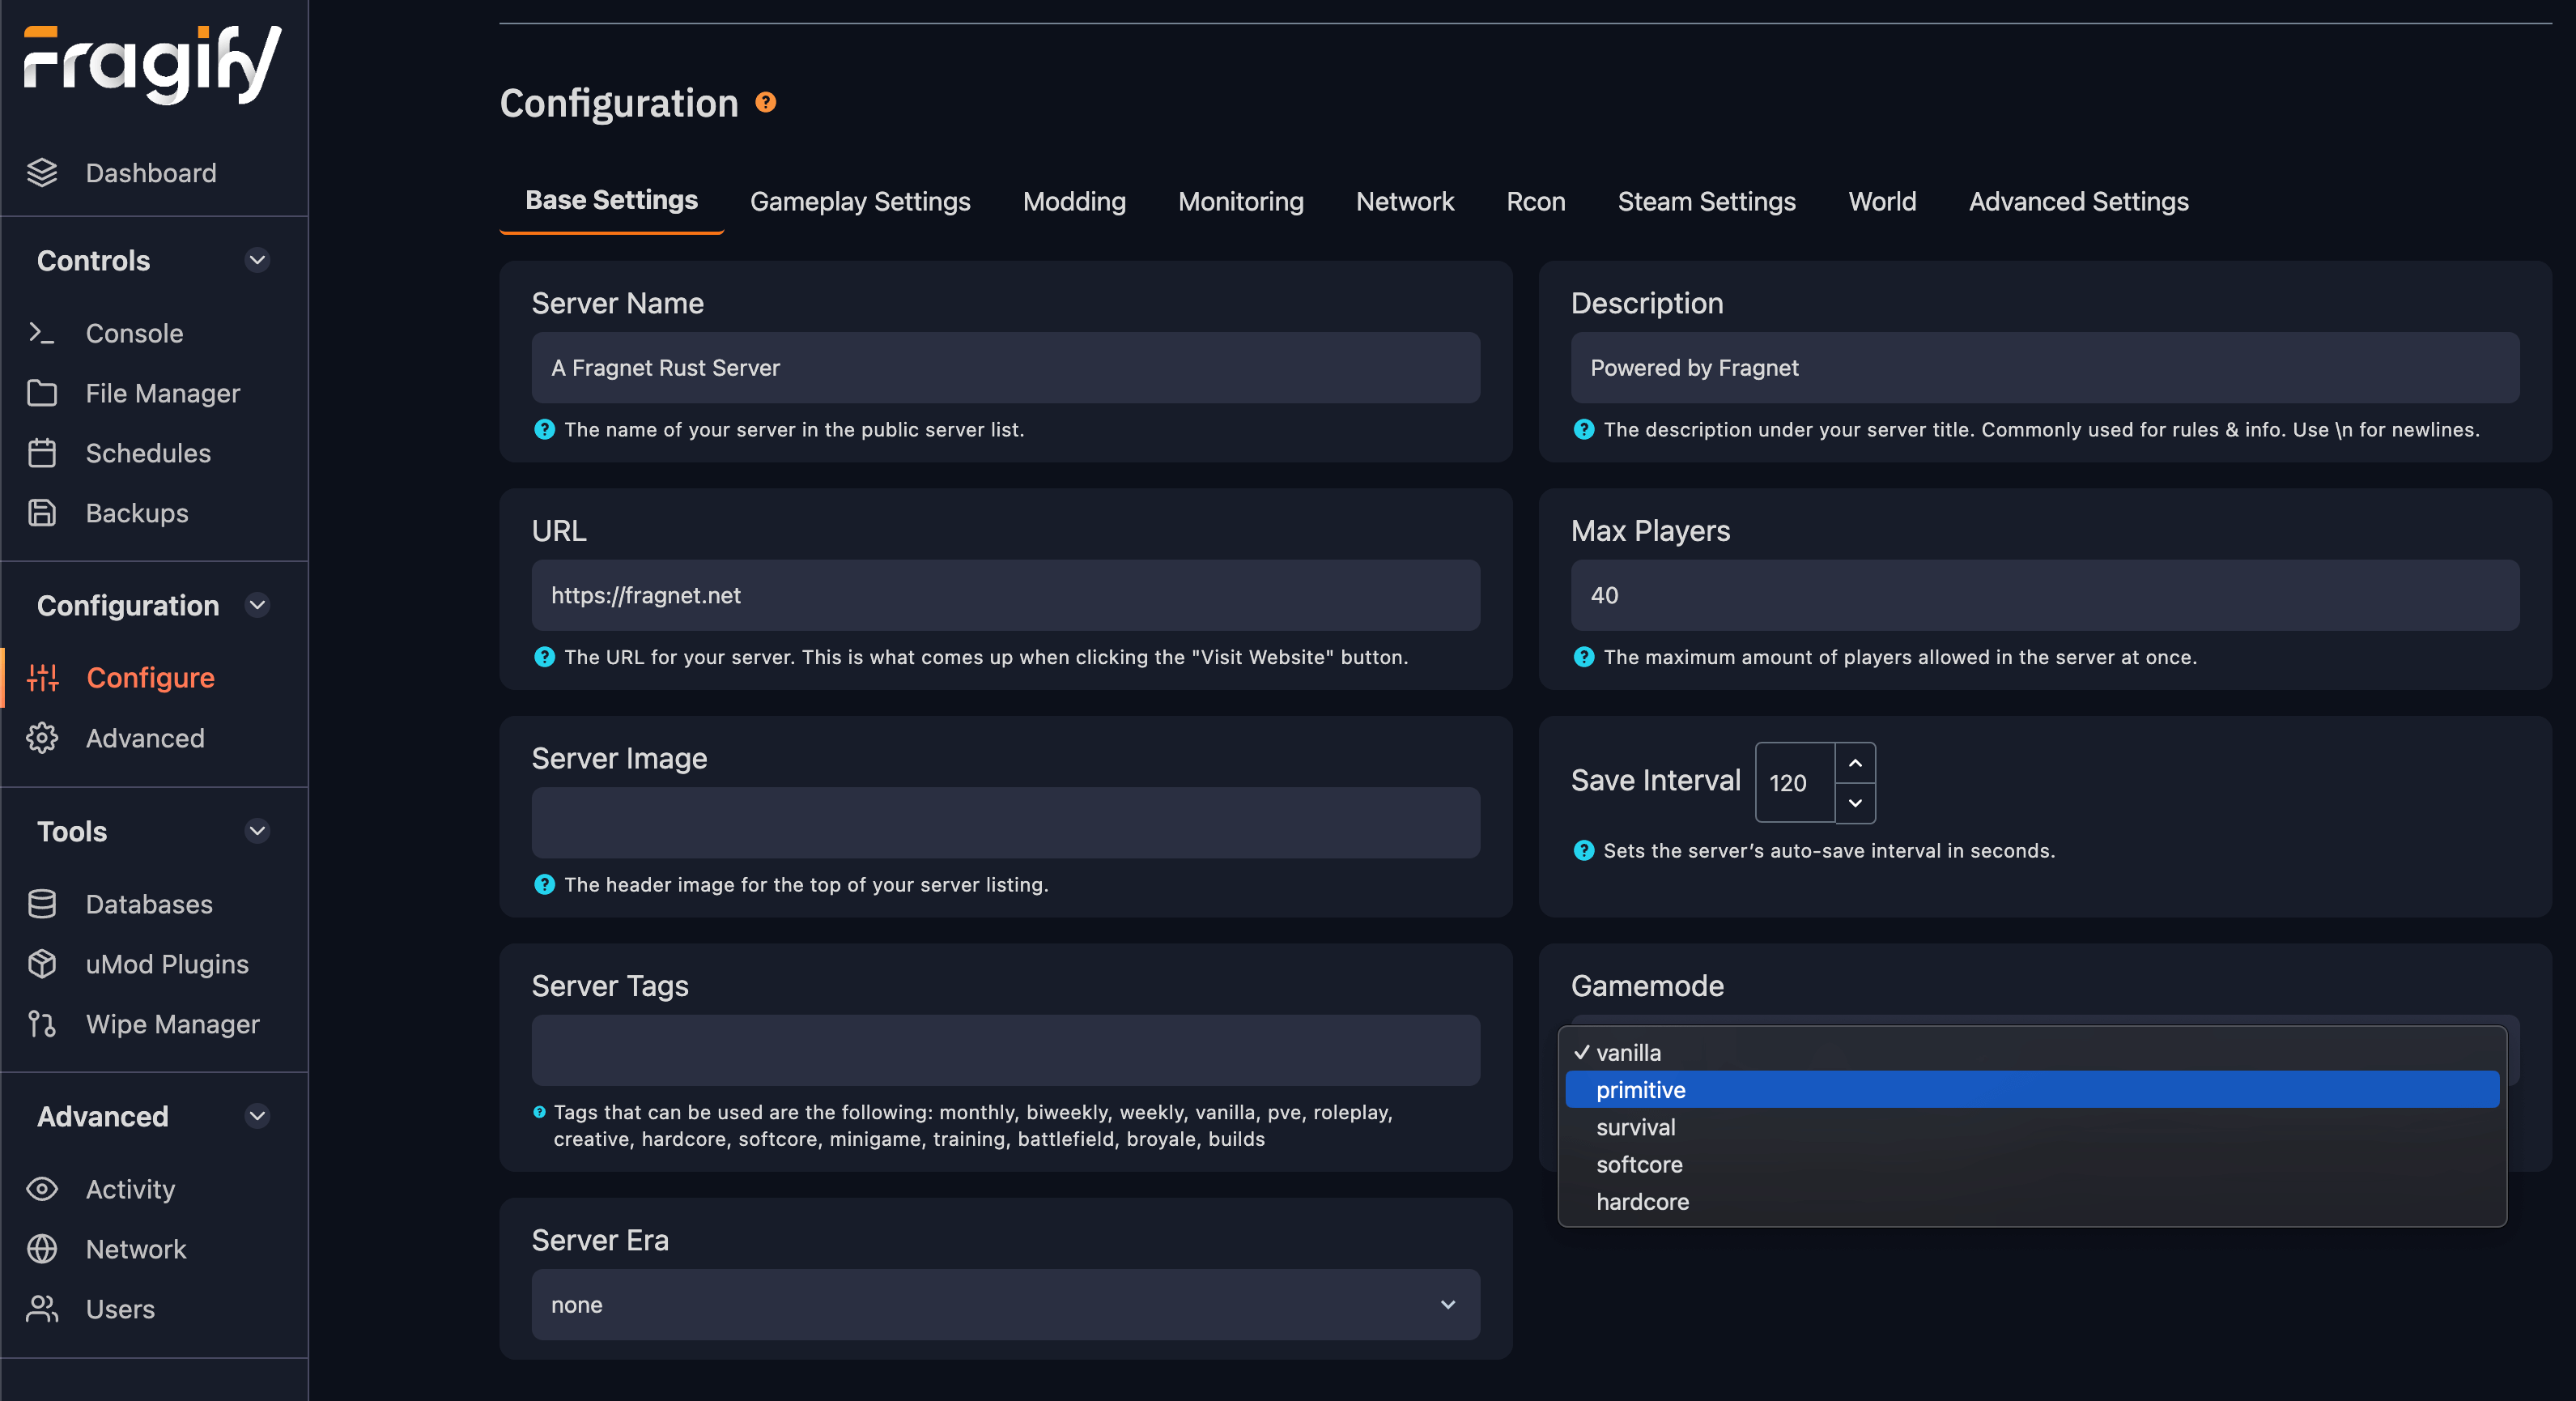 Fragify
Dashboard
Controls
Console
File Manager
Schedules
Backups
Configuration
Configure
Advanced
Tools
Databases
uMod Plugins
Wipe Manager
Advanced
Activity
Network
Users
Configuration ?
Base Settings Gameplay Settings Modding Monitoring Network Rcon Steam Settings World Advanced Settings
Server Name
A Fragnet Rust Server
? The name of your server in the public server list.
Description
Powered by Fragnet
? The description under your server title. Commonly used for rules & info. Use \n for newlines.
URL
https://fragnet.net
? The URL for your server. This is what comes up when clicking the "Visit Website" button.
Max Players
40
? The maximum amount of players allowed in the server at once.
Server Image
? The header image for the top of your server listing.
Save Interval 120
? Sets the server’s auto-save interval in seconds.
Server Tags
? Tags that can be used are the following: monthly, biweekly, weekly, vanilla, pve, roleplay,
creative, hardcore, softcore, minigame, training, battlefield, broyale, builds
Gamemode
✓ vanilla
primitive
survival
softcore
hardcore
Server Era
none